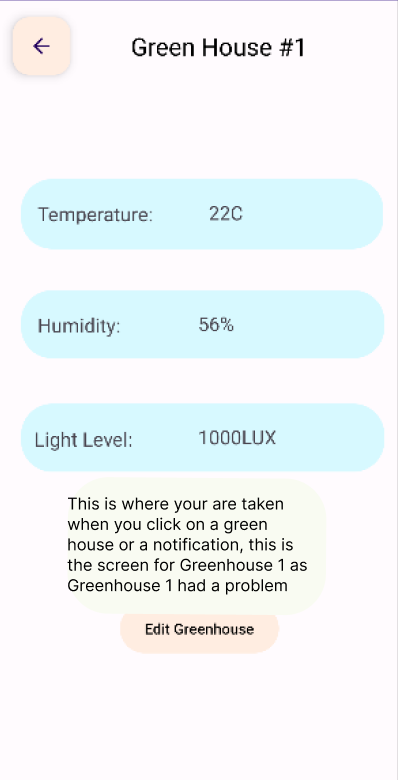 Green House #1
Temperature: 22C
Humidity: 56%
Light Level: 1000LUX
This is where your are taken
when you click on a green
house or a notification, this is
the screen for Greenhouse 1 as
Greenhouse 1 had a problem
Edit Greenhouse